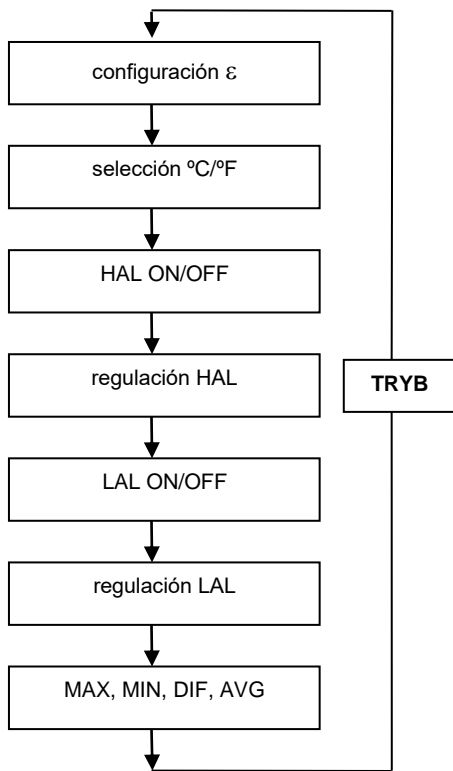 configuración ε
selección ºC/ºF
HAL ON/OFF
regulación HAL
TRYB
LAL ON/OFF
regulación LAL
MAX, MIN, DIF, AVG